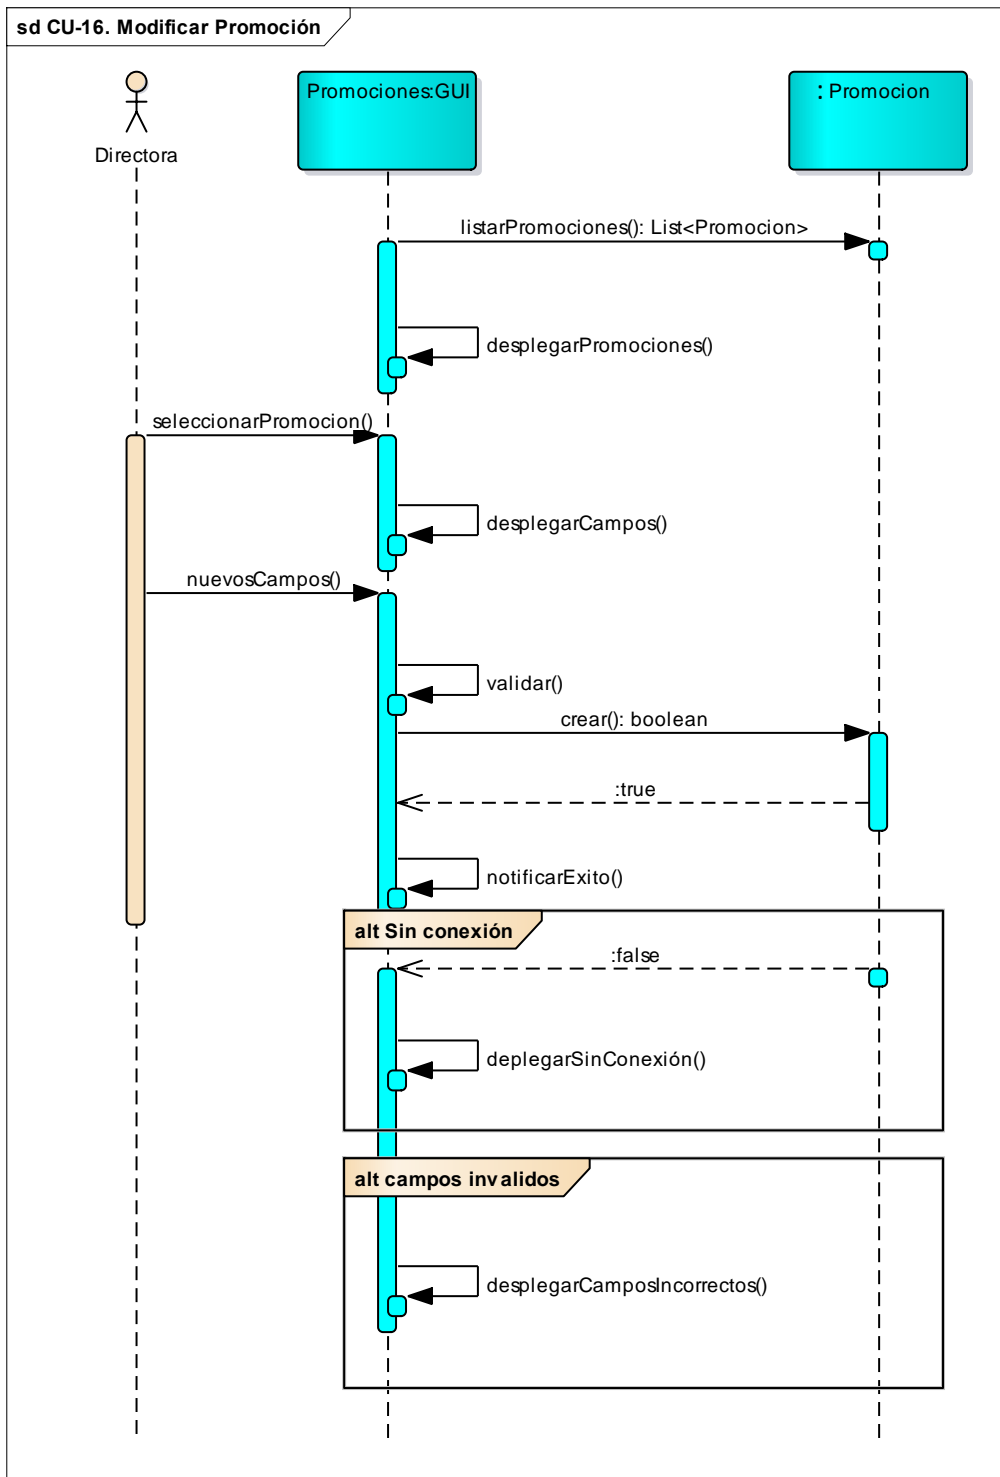 sd CU-16. Modificar Promoción
Directora
Promociones:GUI
: Promocion
listarPromociones(): List<Promocion>
desplegarPromociones()
seleccionarPromocion()
desplegarCampos()
nuevosCampos()
validar()
crear(): boolean
:true
notificarExito()
alt Sin conexión
:false
deplegarSinConexión()
alt campos invalidos
desplegarCamposIncorrectos()